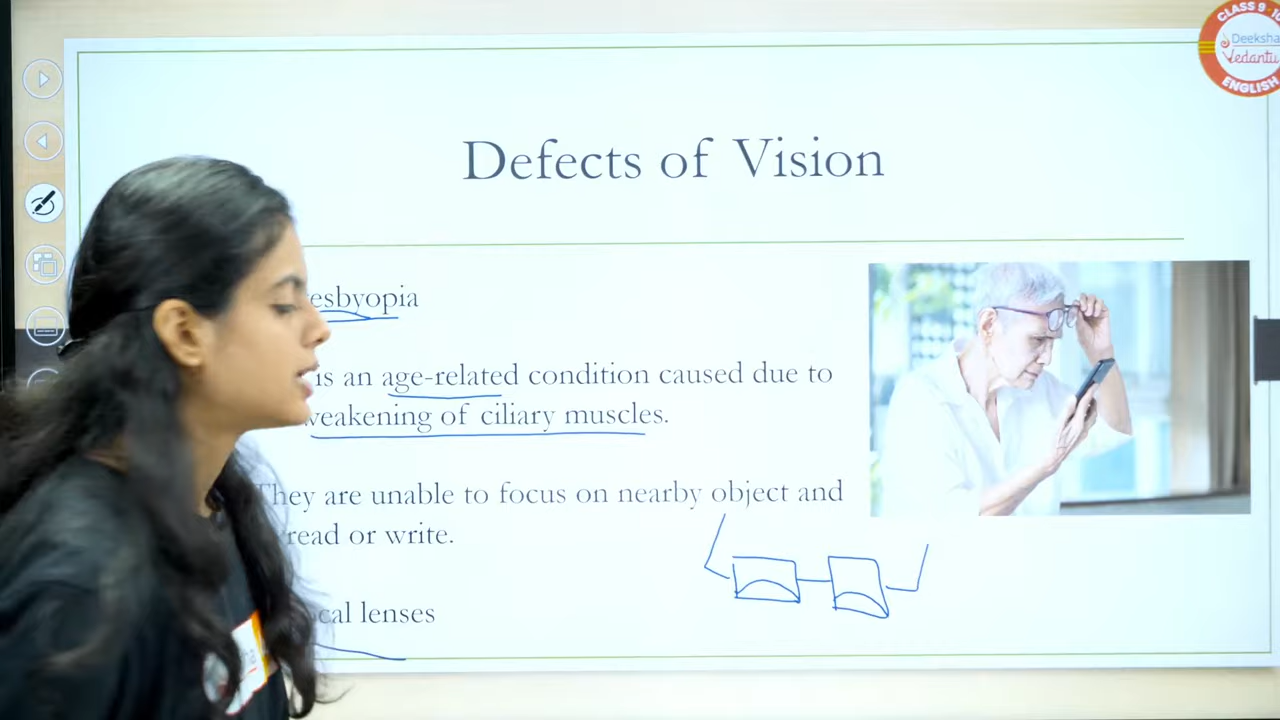 CLASS 9-10
Deeksha
Vedantu
ENGLISH
Defects of Vision
esbyopia
is an age-related condition caused due to
weakening of ciliary muscles.
They are unable to focus on nearby object and
read or write.
cal lenses